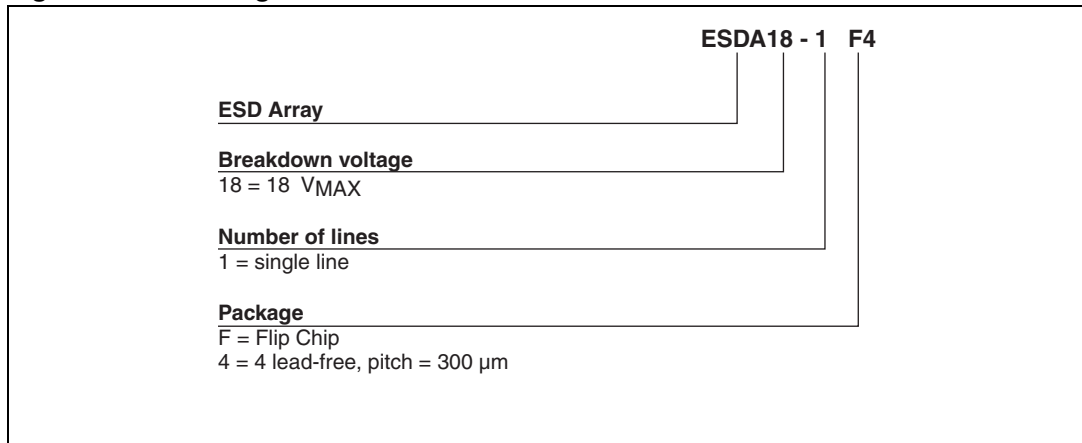 ESDA18 - 1 F4
ESD Array
Breakdown voltage
18 = 18 VMAX
Number of lines
1 = single line
Package
F = Flip Chip
4 = 4 lead-free, pitch = 300 µm